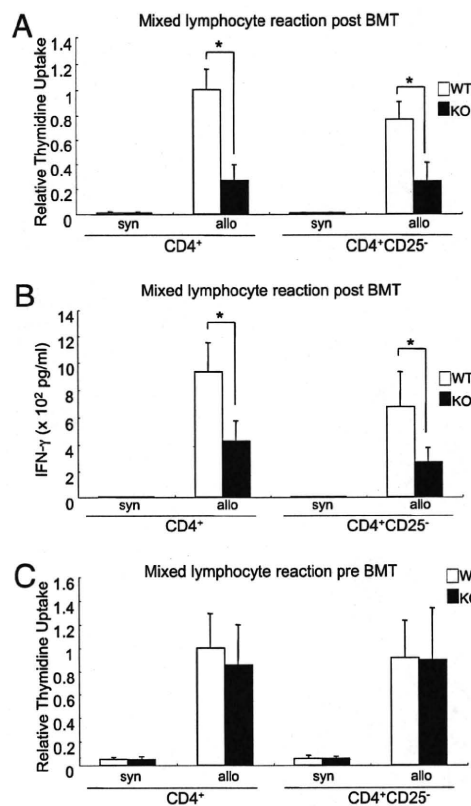 A
Mixed lymphocyte reaction post BMT
Relative Thymidine Uptake
1.4
1.2
1
0.8
0.6
0.4
0.2
0
*
*
WT
KO
syn
allo
syn
allo
CD4+
CD4+CD25-
B
Mixed lymphocyte reaction post BMT
IFN-γ (x 10² pg/ml)
14
12
10
8
6
4
2
0
*
*
WT
KO
syn
allo
syn
allo
CD4+
CD4+CD25-
C
Mixed lymphocyte reaction pre BMT
Relative Thymidine Uptake
1.6
1.4
1.2
1
0.8
0.6
0.4
0.2
0
W
KO
syn
allo
syn
allo
CD4+
CD4+CD25-